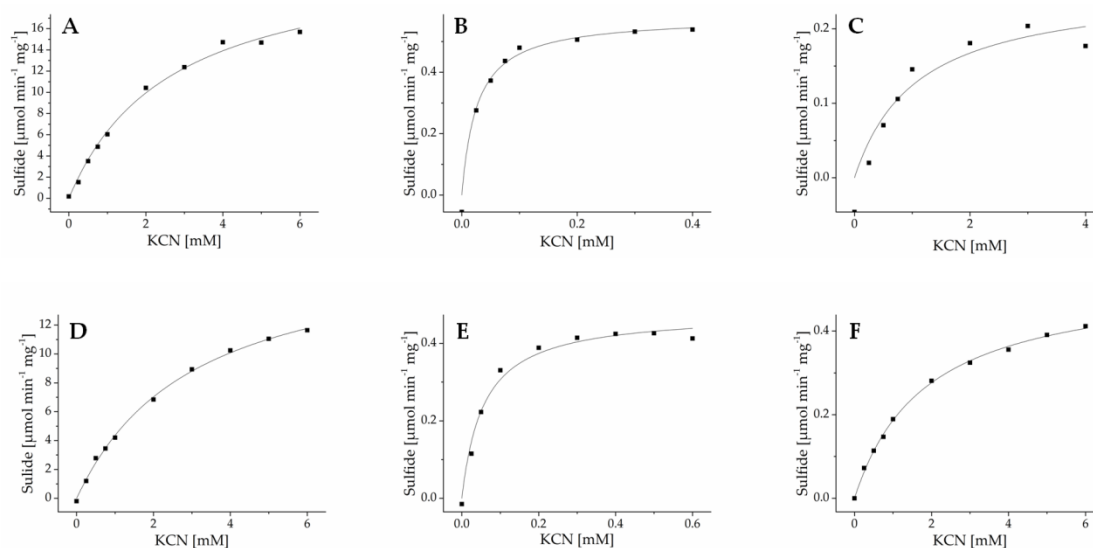 A
Sulfide [µmol min⁻¹ mg⁻¹]
16
14
12
10
8
6
4
2
0
0 2 4 6
KCN [mM]
B
Sulfide [µmol min⁻¹ mg⁻¹]
0.4
0.2
0.0
0.0 0.2 0.4
KCN [mM]
C
Sulfide [µmol min⁻¹ mg⁻¹]
0.2
0.1
0.0
0 2 4
KCN [mM]
D
Suliide [µmol min⁻¹ mg⁻¹]
12
10
8
6
4
2
0
0 2 4 6
KCN [mM]
E
Sulfide [µmol min⁻¹ mg⁻¹]
0.4
0.2
0.0
0.0 0.2 0.4 0.6
KCN [mM]
F
Sulfide [µmol min⁻¹ mg⁻¹]
0.4
0.2
0.0
0 2 4 6
KCN [mM]